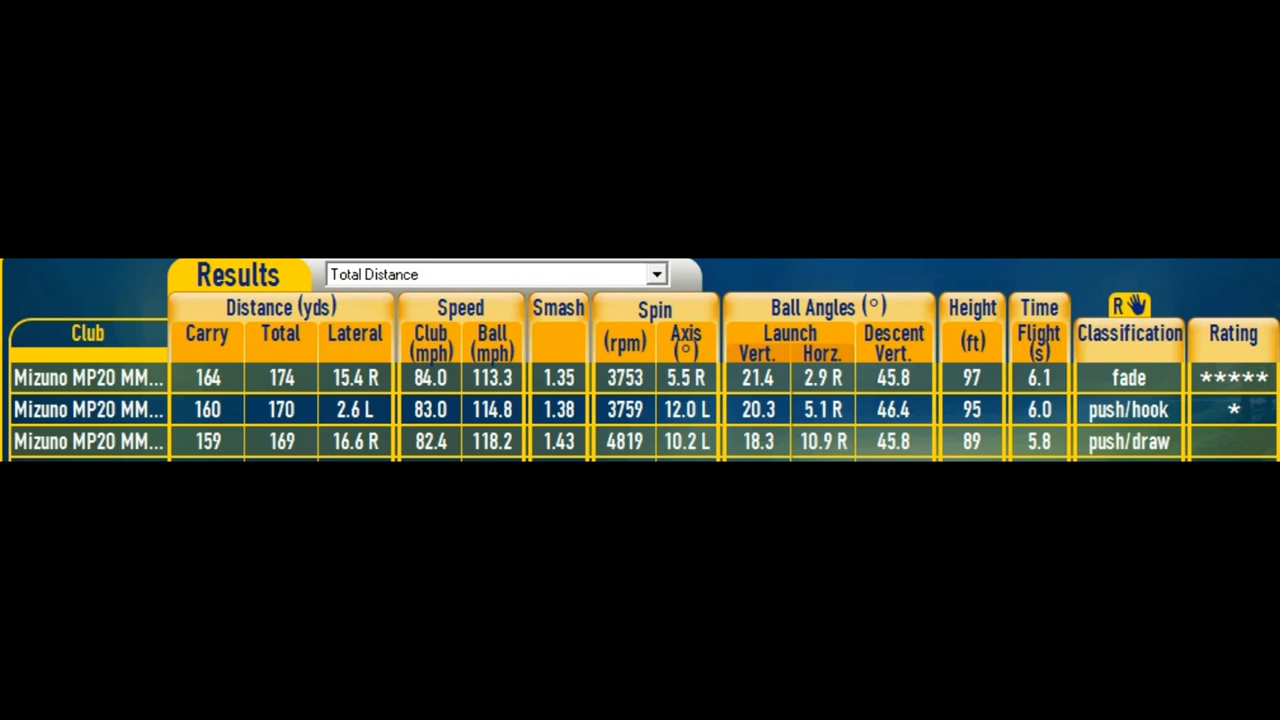 Results Total Distance
Distance (yds) Speed Smash Spin Ball Angles (°) Height Time R
Club Carry Total Lateral Club (mph) Ball (mph) (rpm) Axis (°) Launch Vert. Horz. Descent Vert. (ft) Flight (s) Classification Rating
Mizuno MP20 MM... 164 174 15.4 R 84.0 113.3 1.35 3753 5.5 R 21.4 2.9 R 45.8 97 6.1 fade *****
Mizuno MP20 MM... 160 170 2.6 L 83.0 114.8 1.38 3759 12.0 L 20.3 5.1 R 46.4 95 6.0 push/hook *
Mizuno MP20 MM... 159 169 16.6 R 82.4 118.2 1.43 4819 10.2 L 18.3 10.9 R 45.8 89 5.8 push/draw